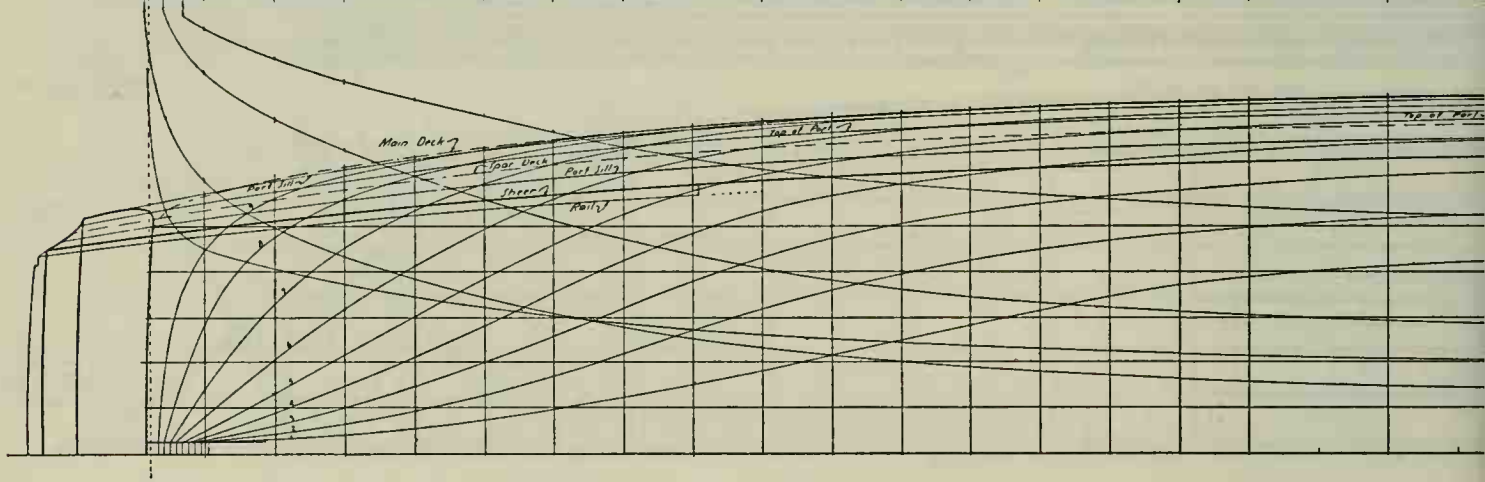 Top of Port
Top of Port
Main Deck
Spar Deck
Port Sill
Port Sill
Sheer
Rail